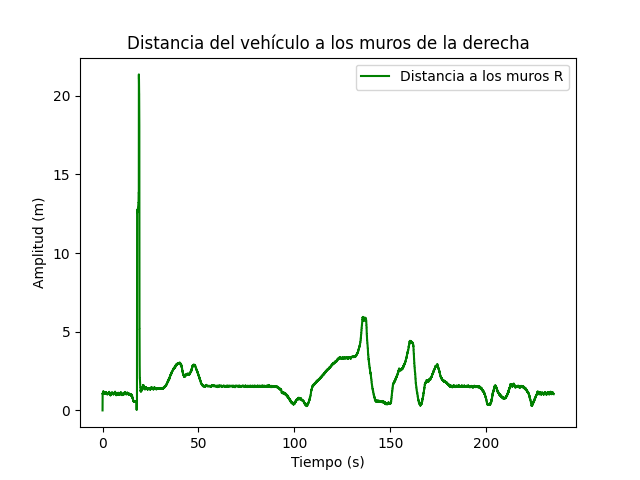 Distancia del vehículo a los muros de la derecha
Distancia a los muros R
Amplitud (m)
20
15
10
5
0
0 50 100 150 200
Tiempo (s)